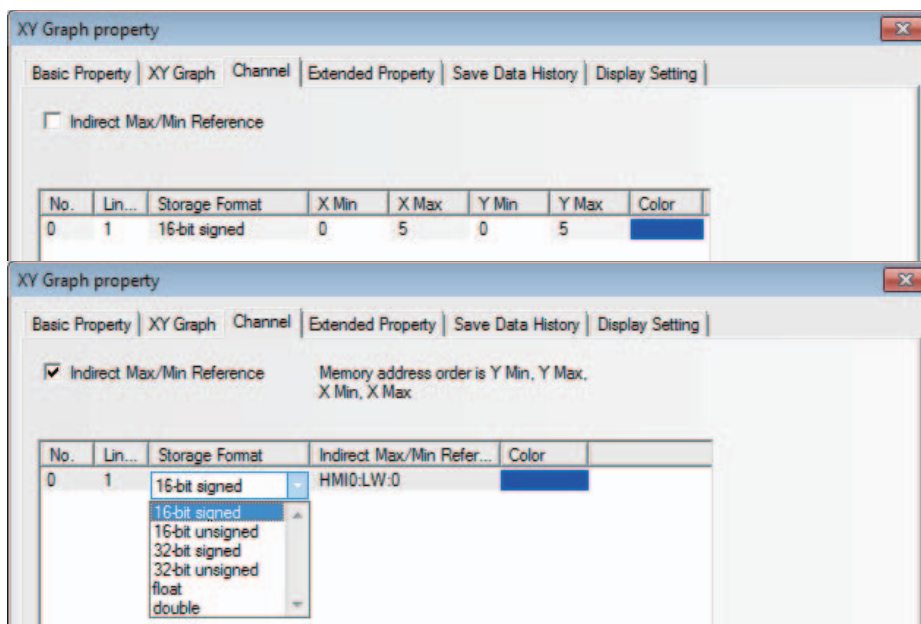 XY Graph property
Basic Property XY Graph Channel Extended Property Save Data History Display Setting
Indirect Max/Min Reference
No. Lin... Storage Format X Min X Max Y Min Y Max Color
0 1 16-bit signed 0 5 0 5
XY Graph property
Basic Property XY Graph Channel Extended Property Save Data History Display Setting
Indirect Max/Min Reference Memory address order is Y Min, Y Max,
X Min, X Max
No. Lin... Storage Format Indirect Max/Min Refer... Color
0 1 16-bit signed HMI0:LW:0
16-bit signed
16-bit unsigned
32-bit signed
32-bit unsigned
float
double